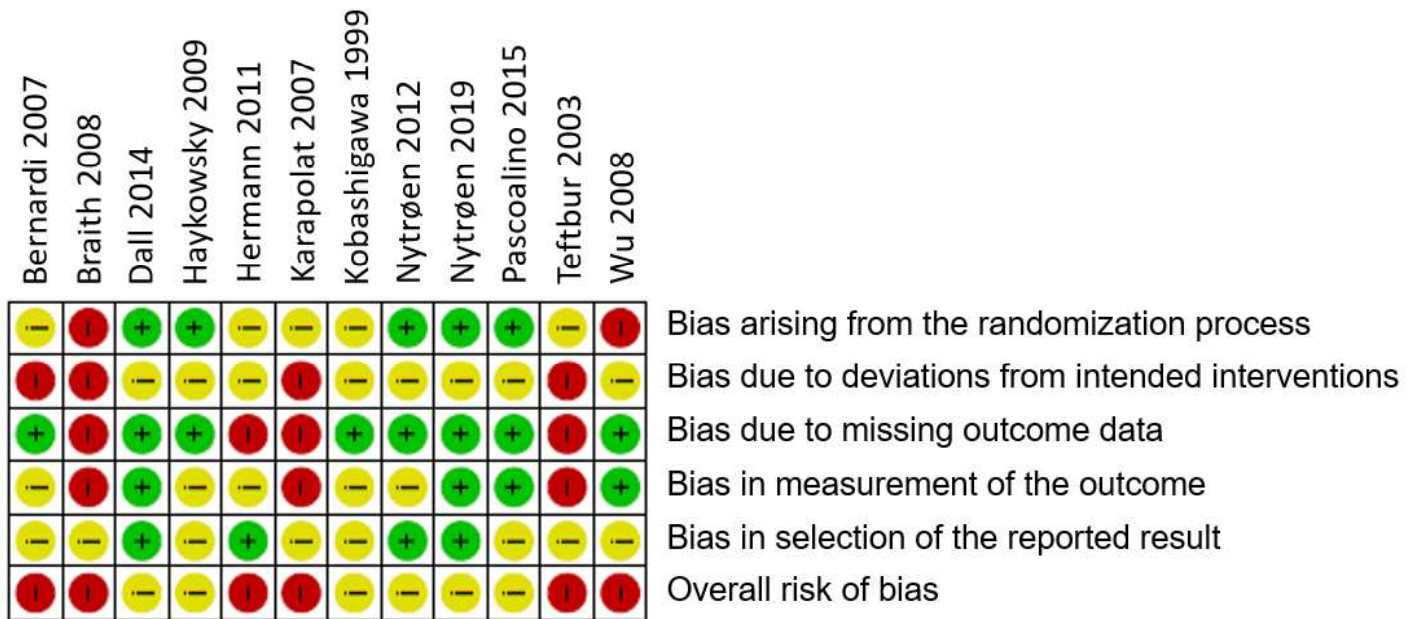 Bernardi 2007
Braith 2008
Dall 2014
Haykowsky 2009
Hermann 2011
Karapolat 2007
Kobashigawa 1999
Nytrøen 2012
Nytrøen 2019
Pascoalino 2015
Teftbur 2003
Wu 2008
i - + + i i i + + + i - Bias arising from the randomization process
- - i i i - i i i i - i Bias due to deviations from intended interventions
+ - + + - - + + + + - + Bias due to missing outcome data
i - + i i - i i + + - + Bias in measurement of the outcome
i i + i + i i + + i i i Bias in selection of the reported result
- - i i - - i i i i - - Overall risk of bias